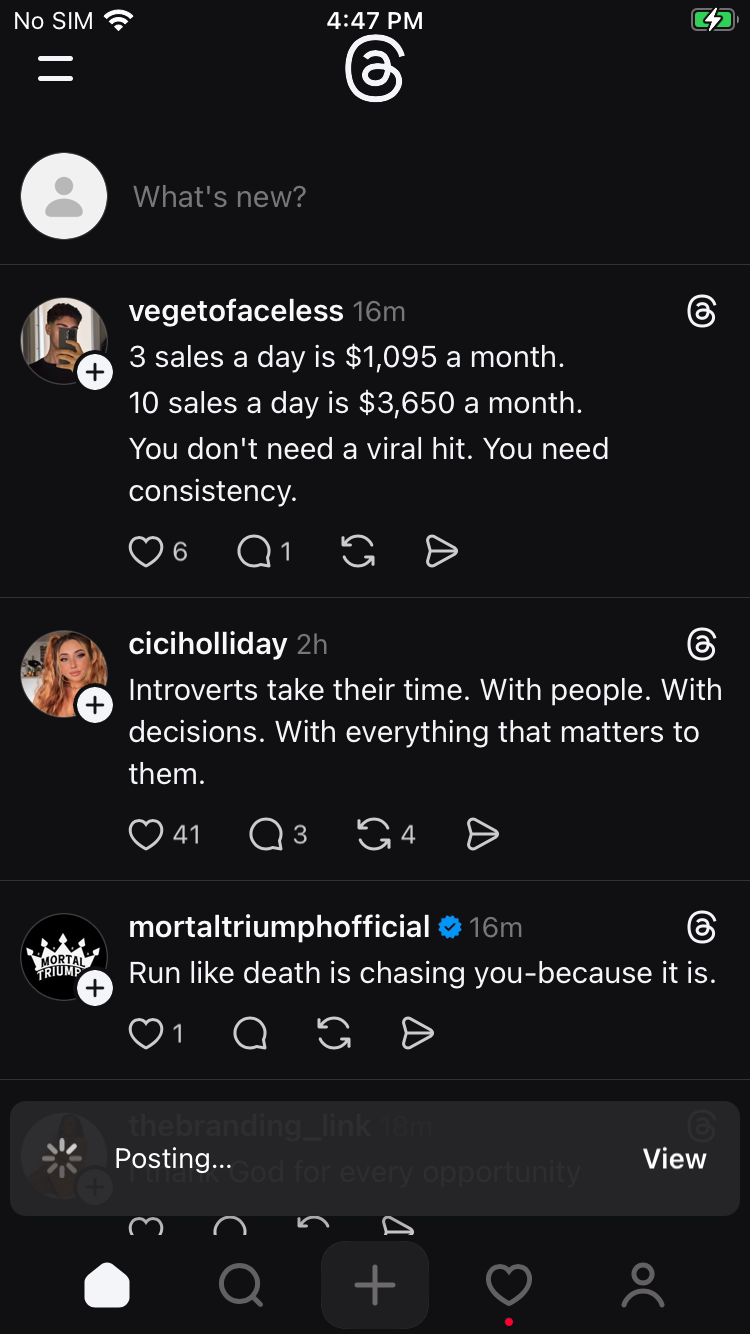 No SIM 4:47 PM
What's new?
vegetofaceless 16m
3 sales a day is $1,095 a month.
10 sales a day is $3,650 a month.
You don't need a viral hit. You need
consistency.
6 1
ciciholliday 2h
Introverts take their time. With people. With
decisions. With everything that matters to
them.
41 3 4
mortaltriumphofficial 16m
MORTAL
TRIUMP
Run like death is chasing you-because it is.
1
thebranding_link 18m
Posting... View
I thank God for every opportunity